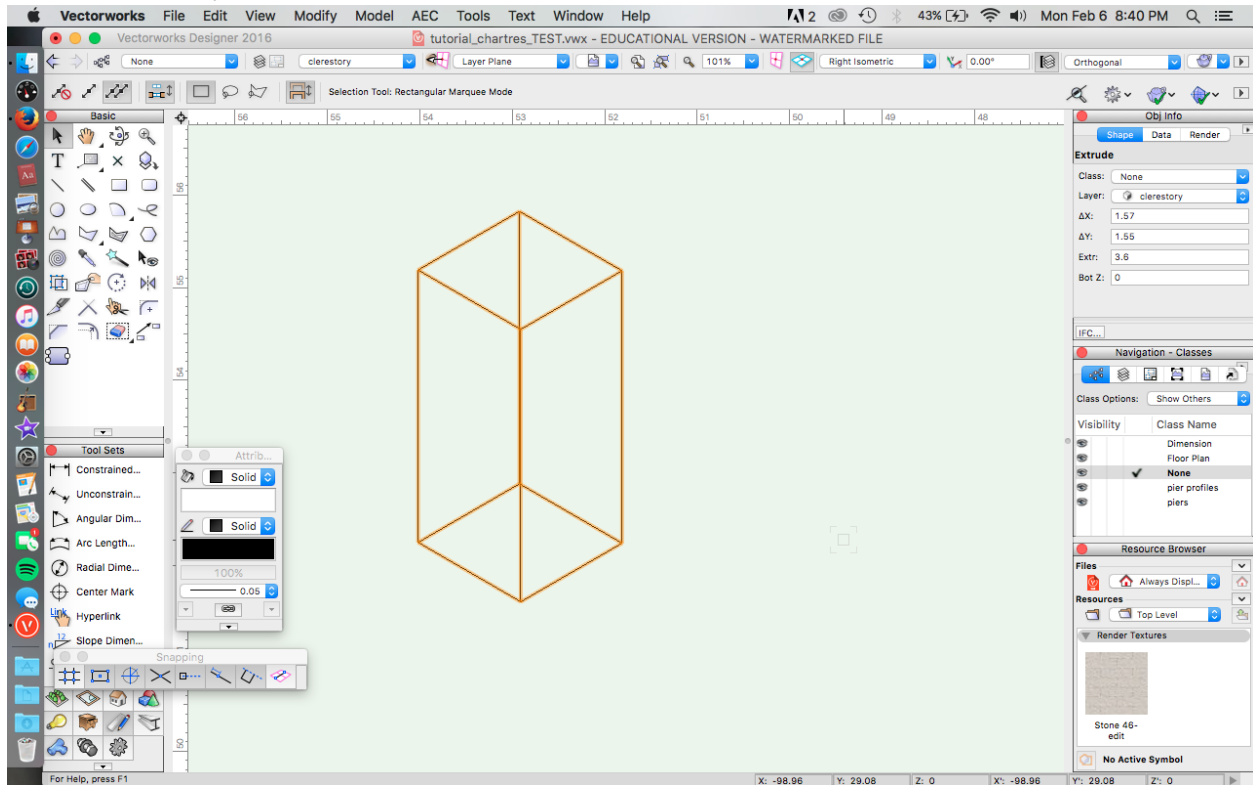 Vectorworks File Edit View Modify Model AEC Tools Text Window Help 2 43% Mon Feb 6 8:40 PM
Vectorworks Designer 2016 tutorial_chartres_TEST.vwx - EDUCATIONAL VERSION - WATERMARKED FILE
None clerestory Layer Plane 101% Right Isometric 0.00° Orthogonal
Selection Tool: Rectangular Marquee Mode
Basic
56 55 54 53 52 51 50 49 48
56
55
54
50
T
Aa
Tool Sets
Constrained...
Unconstrain...
Angular Dim...
Arc Length...
Radial Dime...
Center Mark
Link Hyperlink
12
n Slope Dimen...
Attrib...
Solid
Solid
100%
0.05
Snapping
Obj Info
Shape Data Render
Extrude
Class: None
Layer: clerestory
ΔX: 1.57
ΔY: 1.55
Extr: 3.6
Bot Z: 0
IFC...
Navigation - Classes
Class Options: Show Others
Visibility Class Name
Dimension
Floor Plan
None
pier profiles
piers
Resource Browser
Files
Always Displ...
Resources
Top Level
Render Textures
Stone 46-
edit
No Active Symbol
For Help, press F1 X: -98.96 Y: 29.08 Z: 0 X': -98.96 Y': 29.08 Z': 0